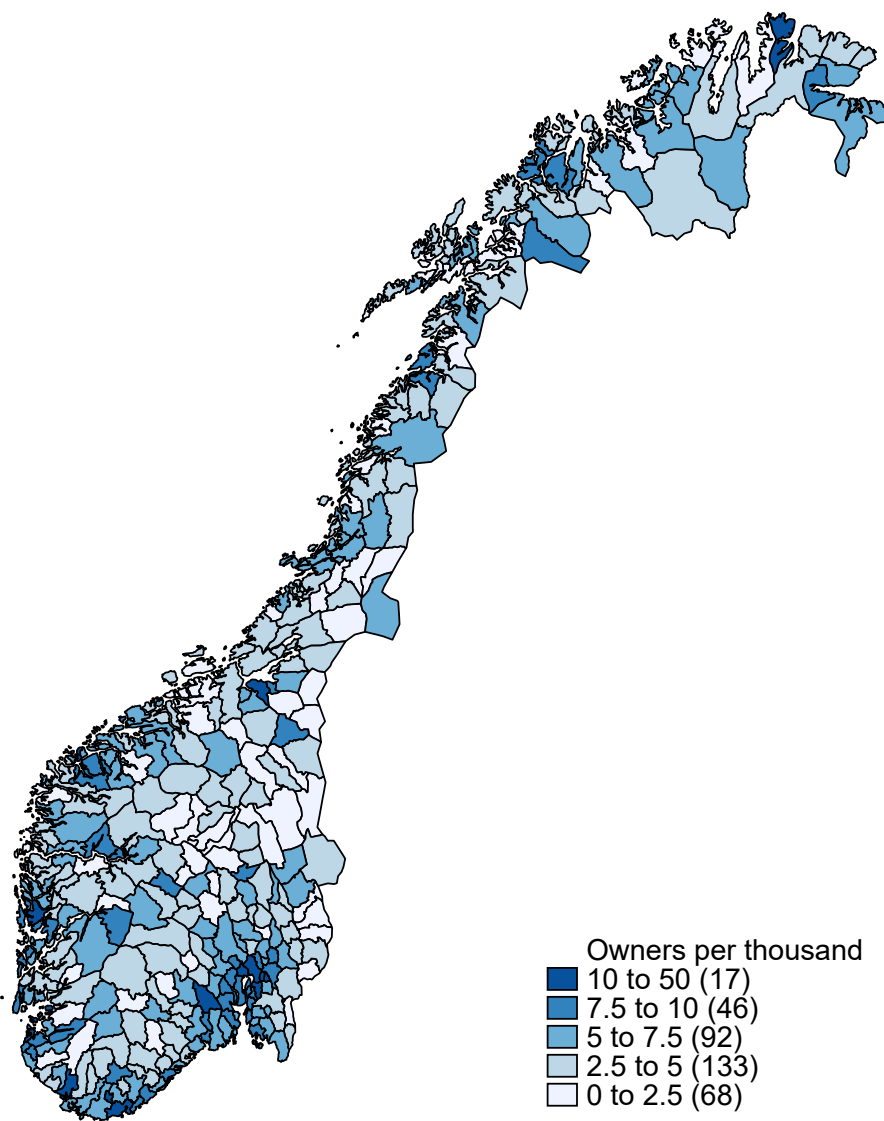 Owners per thousand
10 to 50 (17)
7.5 to 10 (46)
5 to 7.5 (92)
2.5 to 5 (133)
0 to 2.5 (68)